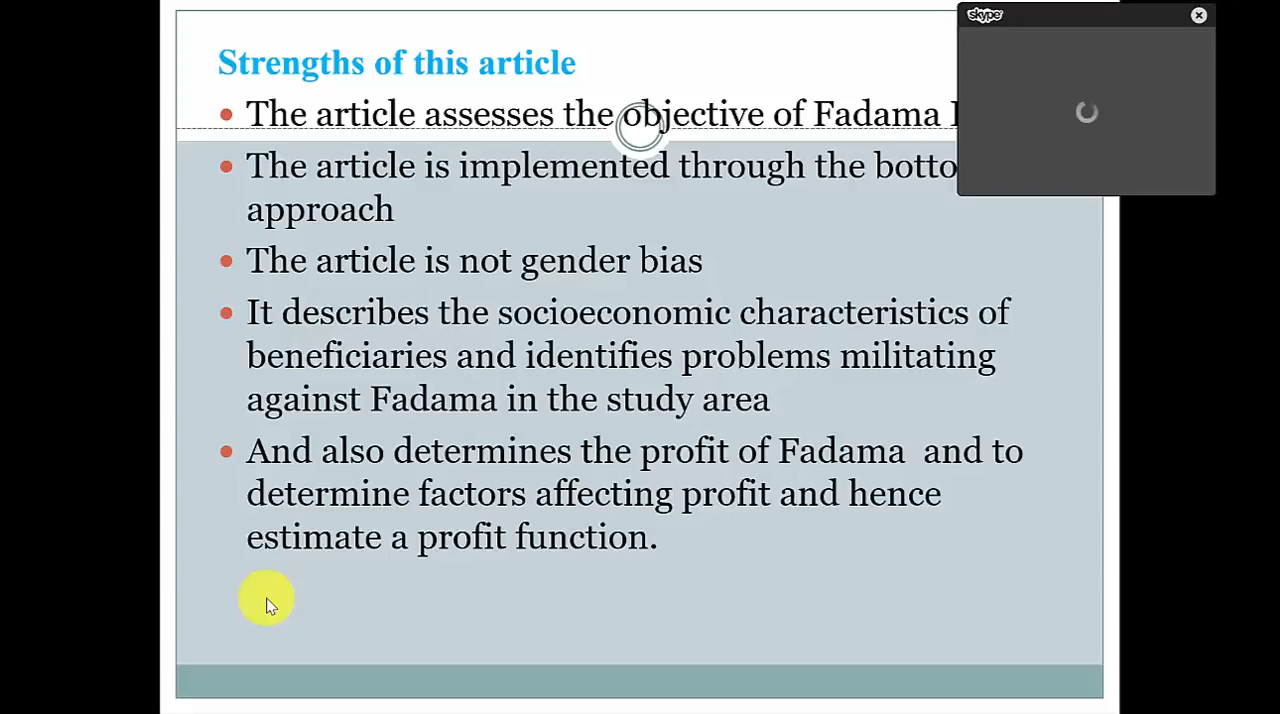 skype
Strengths of this article
The article assesses the objective of Fadama
The article is implemented through the
approach
The article is not gender bias
It describes the socioeconomic characteristics of
beneficiaries and identifies problems militating
against Fadama in the study area
And also determines the profit of Fadama and to
determine factors affecting profit and hence
estimate a profit function.